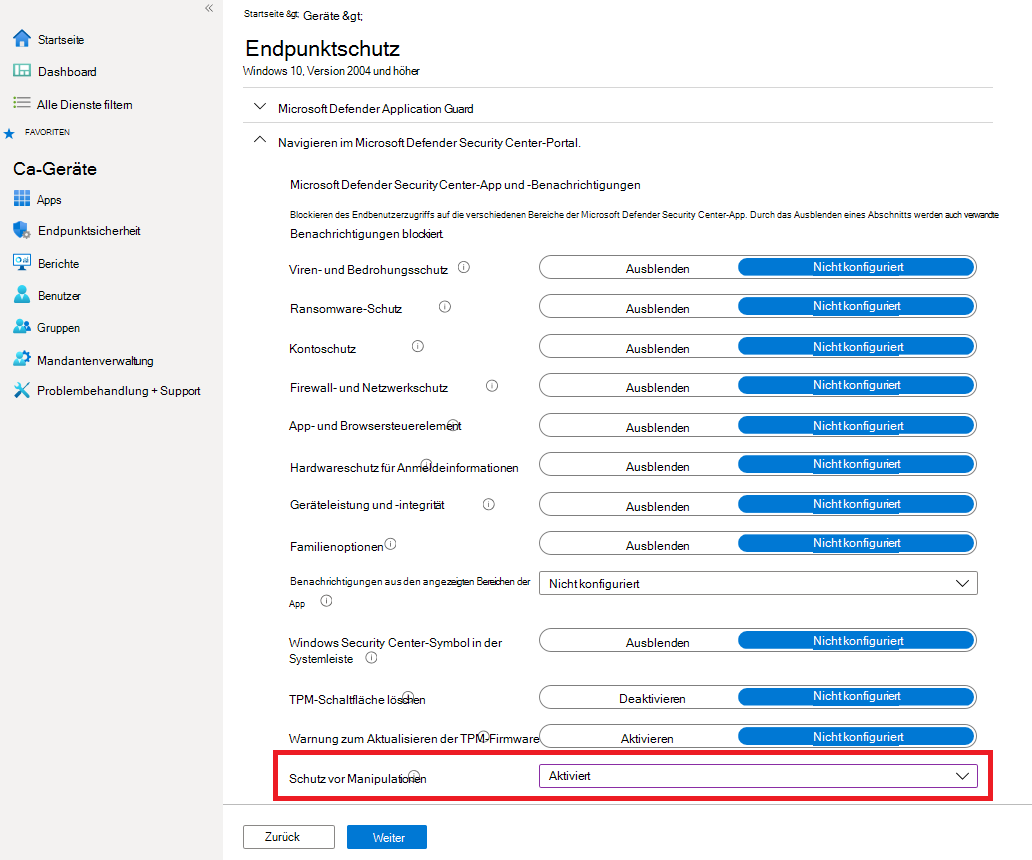 «
Startseite
Dashboard
Alle Dienste filtern
FAVORITEN
Ca-Geräte
Apps
Endpunktsicherheit
Berichte
Benutzer
Gruppen
Mandantenverwaltung
Problembehandlung + Support
Startseite &gt; Geräte &gt;
Endpunktschutz
Windows 10, Version 2004 und höher
Microsoft Defender Application Guard
Navigieren im Microsoft Defender Security Center-Portal.
Microsoft Defender Security Center-App und -Benachrichtigungen
Blockieren des Endbenutzerzugriffs auf die verschiedenen Bereiche der Microsoft Defender Security Center-App. Durch das Ausblenden eines Abschnitts werden auch verwandte
Benachrichtigungen blockiert.
Viren- und Bedrohungsschutz Ausblenden Nicht konfiguriert
Ransomware-Schutz Ausblenden Nicht konfiguriert
Kontoschutz Ausblenden Nicht konfiguriert
Firewall- und Netzwerkschutz Ausblenden Nicht konfiguriert
App- und Browsersteuerelement Ausblenden Nicht konfiguriert
Hardwareschutz für Anmeldeinformationen Ausblenden Nicht konfiguriert
Geräteleistung und -integrität Ausblenden Nicht konfiguriert
Familienoptionen Ausblenden Nicht konfiguriert
Benachrichtigungen aus den angezeigten Bereichen der Nicht konfiguriert
App
Windows Security Center-Symbol in der Ausblenden Nicht konfiguriert
Systemleiste
TPM-Schaltfläche löschen Deaktivieren Nicht konfiguriert
Warnung zum Aktualisieren der TPM-Firmware Aktivieren Nicht konfiguriert
Schutz vor Manipulationen Aktiviert
Zurück Weiter